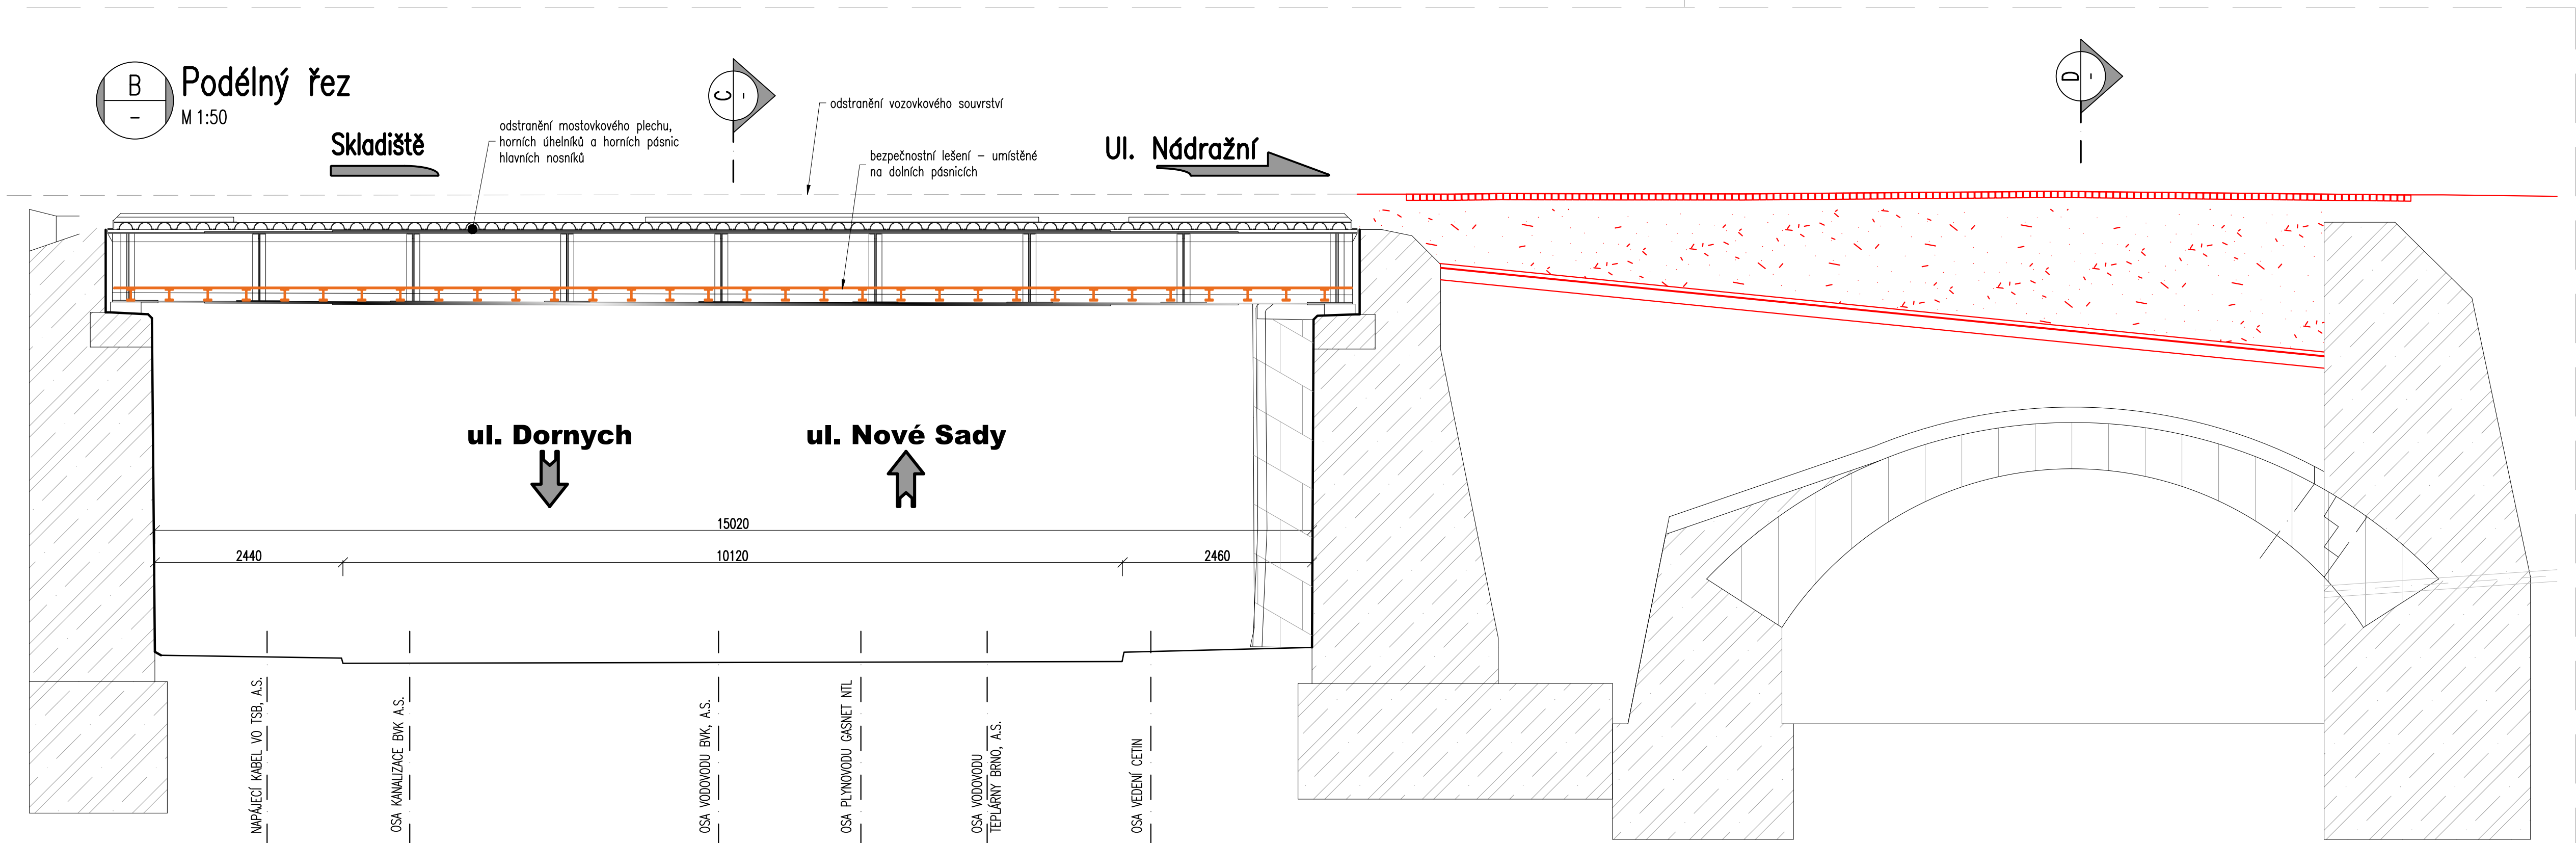 B
-
Podélný řez
M 1:50
Skladiště
odstranění mostovkového plechu,
horních úhelníků a horních pásnic
hlavních nosníků
C
-
odstranění vozovkového souvrství
bezpečnostní lešení – umístěné
na dolních pásnicích
Ul. Nádražní
D
-
ul. Dornych
ul. Nové Sady
15020
2440
10120
2460
NAPÁJECÍ KABEL VO TSB, A.S.
OSA KANALIZACE BVK A.S.
OSA VODOVODU BVK, A.S.
OSA PLYNOVODU GASNET NTL
OSA VODOVODU
TEPLÁRNY BRNO, A.S.
OSA VEDENÍ CETIN